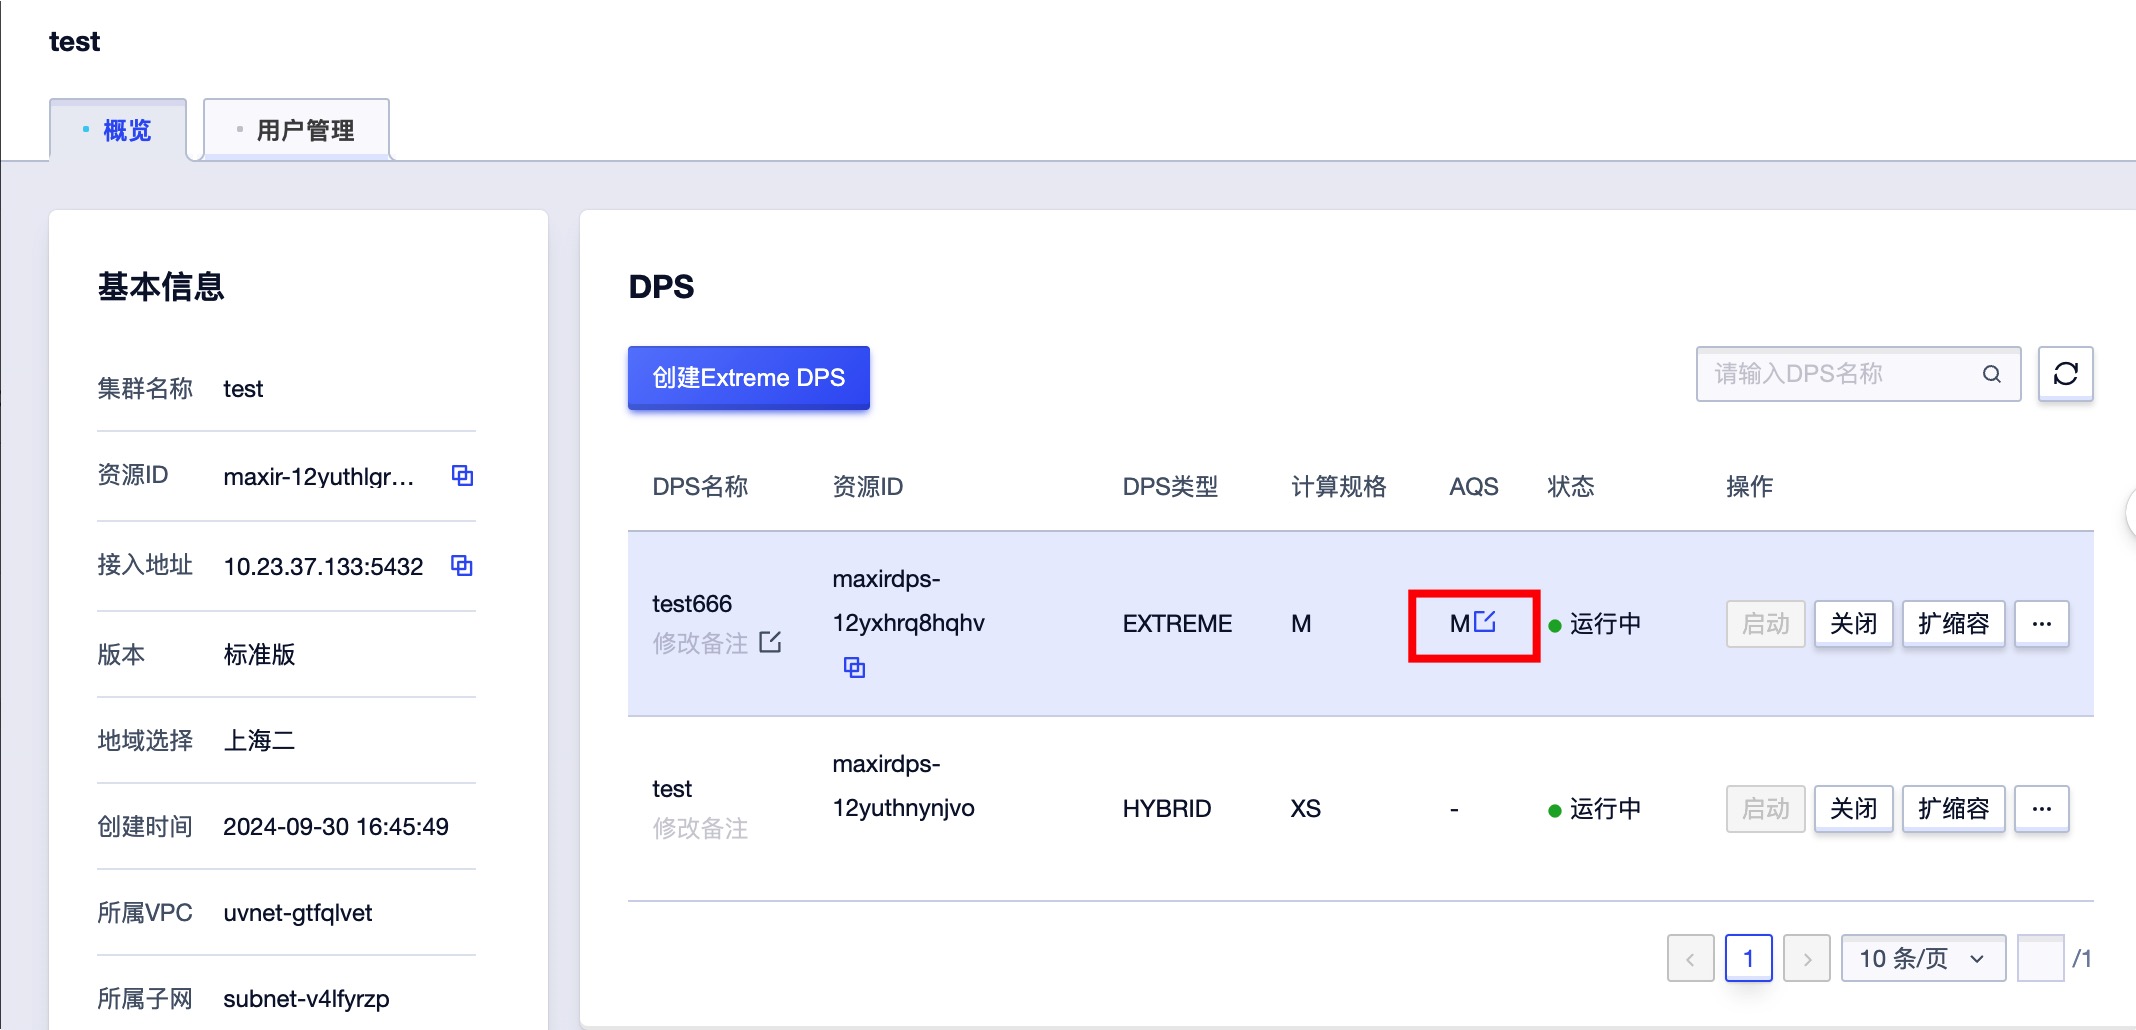 test
概览
用户管理
基本信息
集群名称 test
资源ID maxir-12yuthlgr...
接入地址 10.23.37.133:5432
版本 标准版
地域选择 上海二
创建时间 2024-09-30 16:45:49
所属VPC uvnet-gtfqlvet
所属子网 subnet-v4lfyrzp
DPS
创建Extreme DPS
请输入DPS名称
DPS名称 资源ID DPS类型 计算规格 AQS 状态 操作
test666
修改备注
maxirdps-
12yxhrq8hqhv
EXTREME M M 运行中 启动 关闭 扩缩容 ...
test
修改备注
maxirdps-
12yuthnynjvo
HYBRID XS - 运行中 启动 关闭 扩缩容 ...
< 1 > 10 条/页 /1